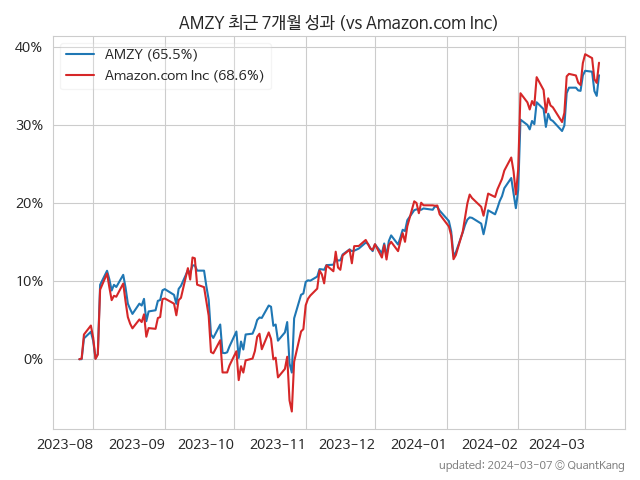 AMZY 최근 7개월 성과 (vs Amazon.com Inc)
AMZY (65.5%)
Amazon.com Inc (68.6%)
40%
30%
20%
10%
0%
2023-08 2023-09 2023-10 2023-11 2023-12 2024-01 2024-02 2024-03
updated: 2024-03-07 © QuantKang